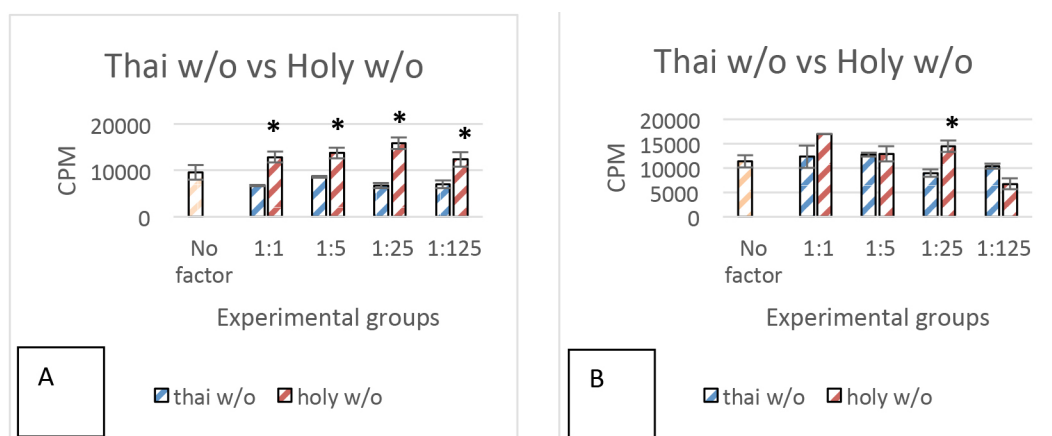 Thai w/o vs Holy w/o
CPM
20000
10000
0
* * * *
No factor 1:1 1:5 1:25 1:125
Experimental groups
A
thai w/o holy w/o
Thai w/o vs Holy w/o
CPM
20000
15000
10000
5000
0
*
No factor 1:1 1:5 1:25 1:125
Experimental groups
B
thai w/o holy w/o